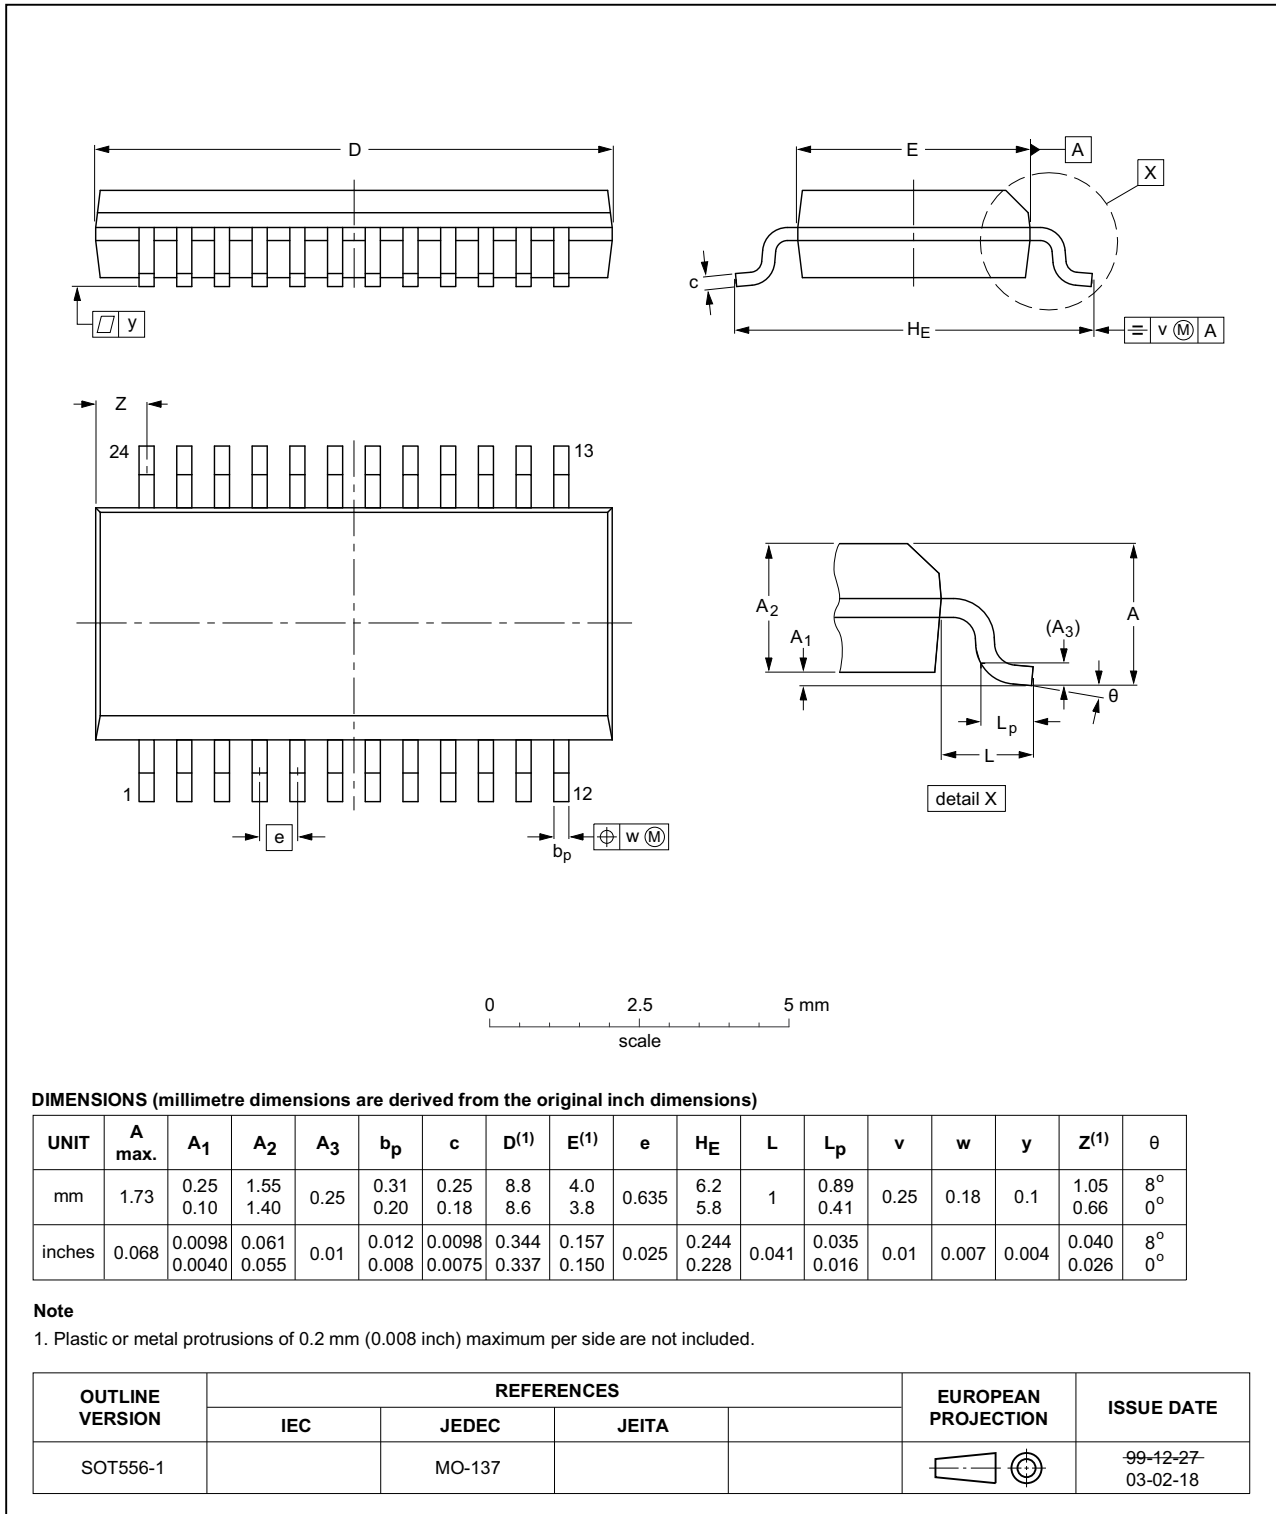 D
E
A
X
c
y
HE
= v Ⓜ A
Z
24
13
A2
A1
(A3)
A
θ
Lp
L
1
12
detail X
e
bp
w Ⓜ
0 2.5 5 mm
scale
DIMENSIONS (millimetre dimensions are derived from the original inch dimensions)
UNIT A max. A1 A2 A3 bp c D(1) E(1) e HE L Lp v w y Z(1) θ
mm 1.73 0.25 0.10 1.55 1.40 0.25 0.31 0.20 0.25 0.18 8.8 8.6 4.0 3.8 0.635 6.2 5.8 1 0.89 0.41 0.25 0.18 0.1 1.05 0.66 8o 0o
inches 0.068 0.0098 0.0040 0.061 0.055 0.01 0.012 0.008 0.0098 0.0075 0.344 0.337 0.157 0.150 0.025 0.244 0.228 0.041 0.035 0.016 0.01 0.007 0.004 0.040 0.026 8o 0o
Note
1. Plastic or metal protrusions of 0.2 mm (0.008 inch) maximum per side are not included.
OUTLINE VERSION REFERENCES EUROPEAN PROJECTION ISSUE DATE
IEC JEDEC JEITA
SOT556-1 MO-137 99-12-27
03-02-18